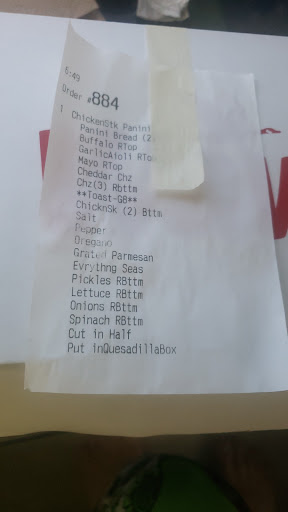 6:49
Order #884
1 ChickenStk Panini
Panini Bread (2
Buffalo RTop
GarlicAioli RTop
Mayo RTop
Cheddar Chz
Chz(3) Rbttm
**Toast-GB**
ChicknSk (2) Bttm
Salt
Pepper
Oregano
Grated Parmesan
Evrythng Seas
Pickles RBttm
Lettuce RBttm
Onions RBttm
Spinach RBttm
Cut in Half
Put inQuesadillaBox